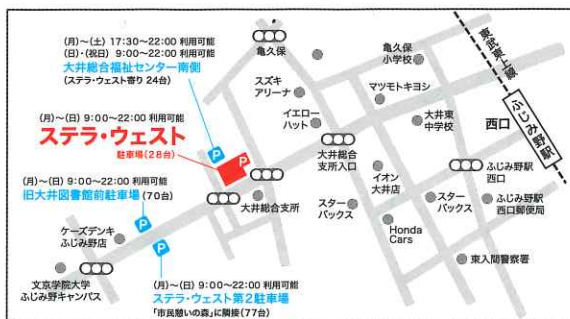 (月)〜(土) 17:30〜22:00 利用可能
(日)・(祝日) 9:00〜22:00 利用可能
大井総合福祉センター南側
(ステラ・ウェスト寄り 24台)
(月)〜(日) 9:00〜22:00 利用可能
ステラ・ウェスト
駐車場(28台)
(月)〜(日) 9:00〜22:00 利用可能
旧大井図書館前駐車場(70台)
ケーズデンキ
ふじみ野店
文京学院大学
ふじみ野キャンパス
(月)〜(日) 9:00〜22:00 利用可能
ステラ・ウェスト第2駐車場
「市民憩いの森」に隣接(77台)
P
P
P
P
亀久保
スズキ
アリーナ
イエロー
ハット
大井総合支所
亀久保
小学校
マツモトキヨシ
大井東
中学校
大井総合
支所入口
イオン
大井店
スター
バックス
Honda
Cars
西口
東武東上線
ふじみ野駅
ふじみ野駅
西口
スター
バックス
ふじみ野駅
西口郵便局
東入間警察署